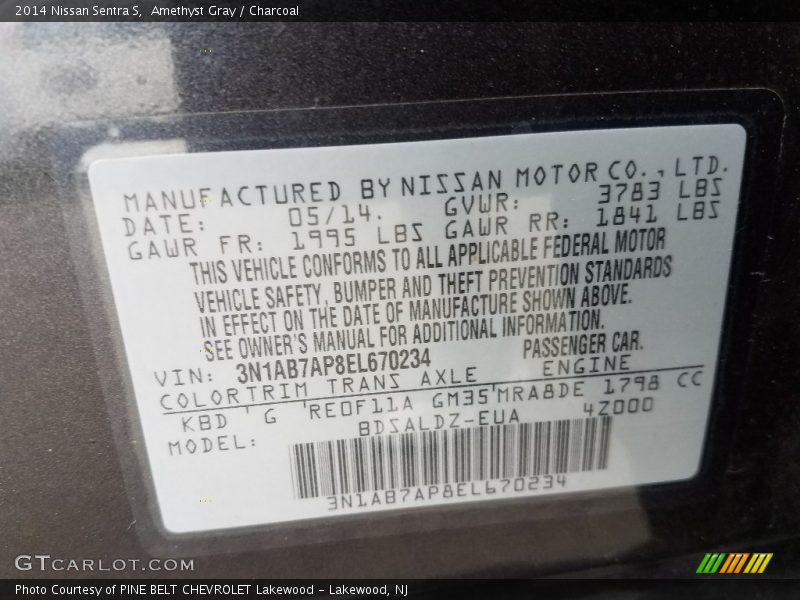 2014 Nissan Sentra S,  Amethyst Gray / Charcoal
MANUFACTURED BY NISSAN MOTOR CO., LTD.
DATE: 05/14. GVWR: 3783 LBS
GAWR FR: 1995 LBS GAWR RR: 1841 LBS
THIS VEHICLE CONFORMS TO ALL APPLICABLE FEDERAL MOTOR
VEHICLE SAFETY, BUMPER AND THEFT PREVENTION STANDARDS
IN EFFECT ON THE DATE OF MANUFACTURE SHOWN ABOVE.
SEE OWNER'S MANUAL FOR ADDITIONAL INFORMATION.
VIN: 3N1AB7AP8EL670234 PASSENGER CAR.
COLOR TRIM TRANS AXLE ENGINE
KBD ' G 'RE0F11A GM35'MRA8DE 1798 CC
MODEL: BDSALDZ-EUA 4Z000
3N1AB7AP8EL670234
GTCARLOT.COM
Photo Courtesy of PINE BELT CHEVROLET Lakewood - Lakewood, NJ